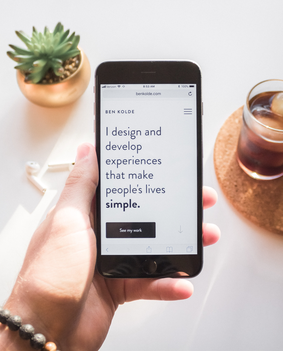 benkolde.com
BEN KOLDE
I design and
develop
experiences
that make
people's lives
simple.
See my work